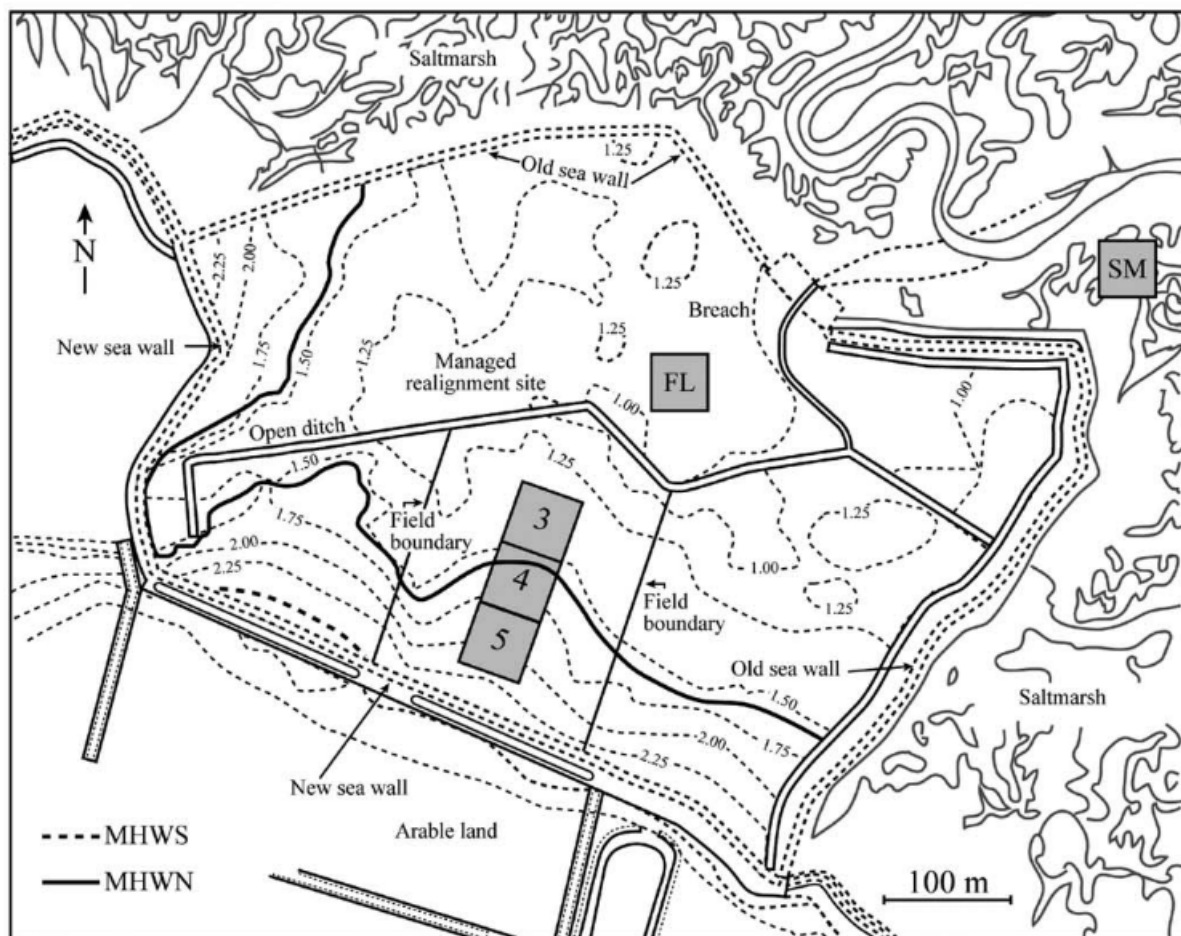 Saltmarsh
1.25
Old sea wall
N
2.25
2.00
SM
1.25
New sea wall
1.75
1.50
1.25
1.25
Breach
Managed
realignment site
FL
1.00
1.00
Open ditch
1.50
1.25
3
1.25
1.75
Field
boundary
2.00
4
1.00
2.25
1.25
Field
boundary
5
Old sea wall
1.50
Saltmarsh
2.00
1.75
2.25
New sea wall
Arable land
MHWS
MHWN
100 m